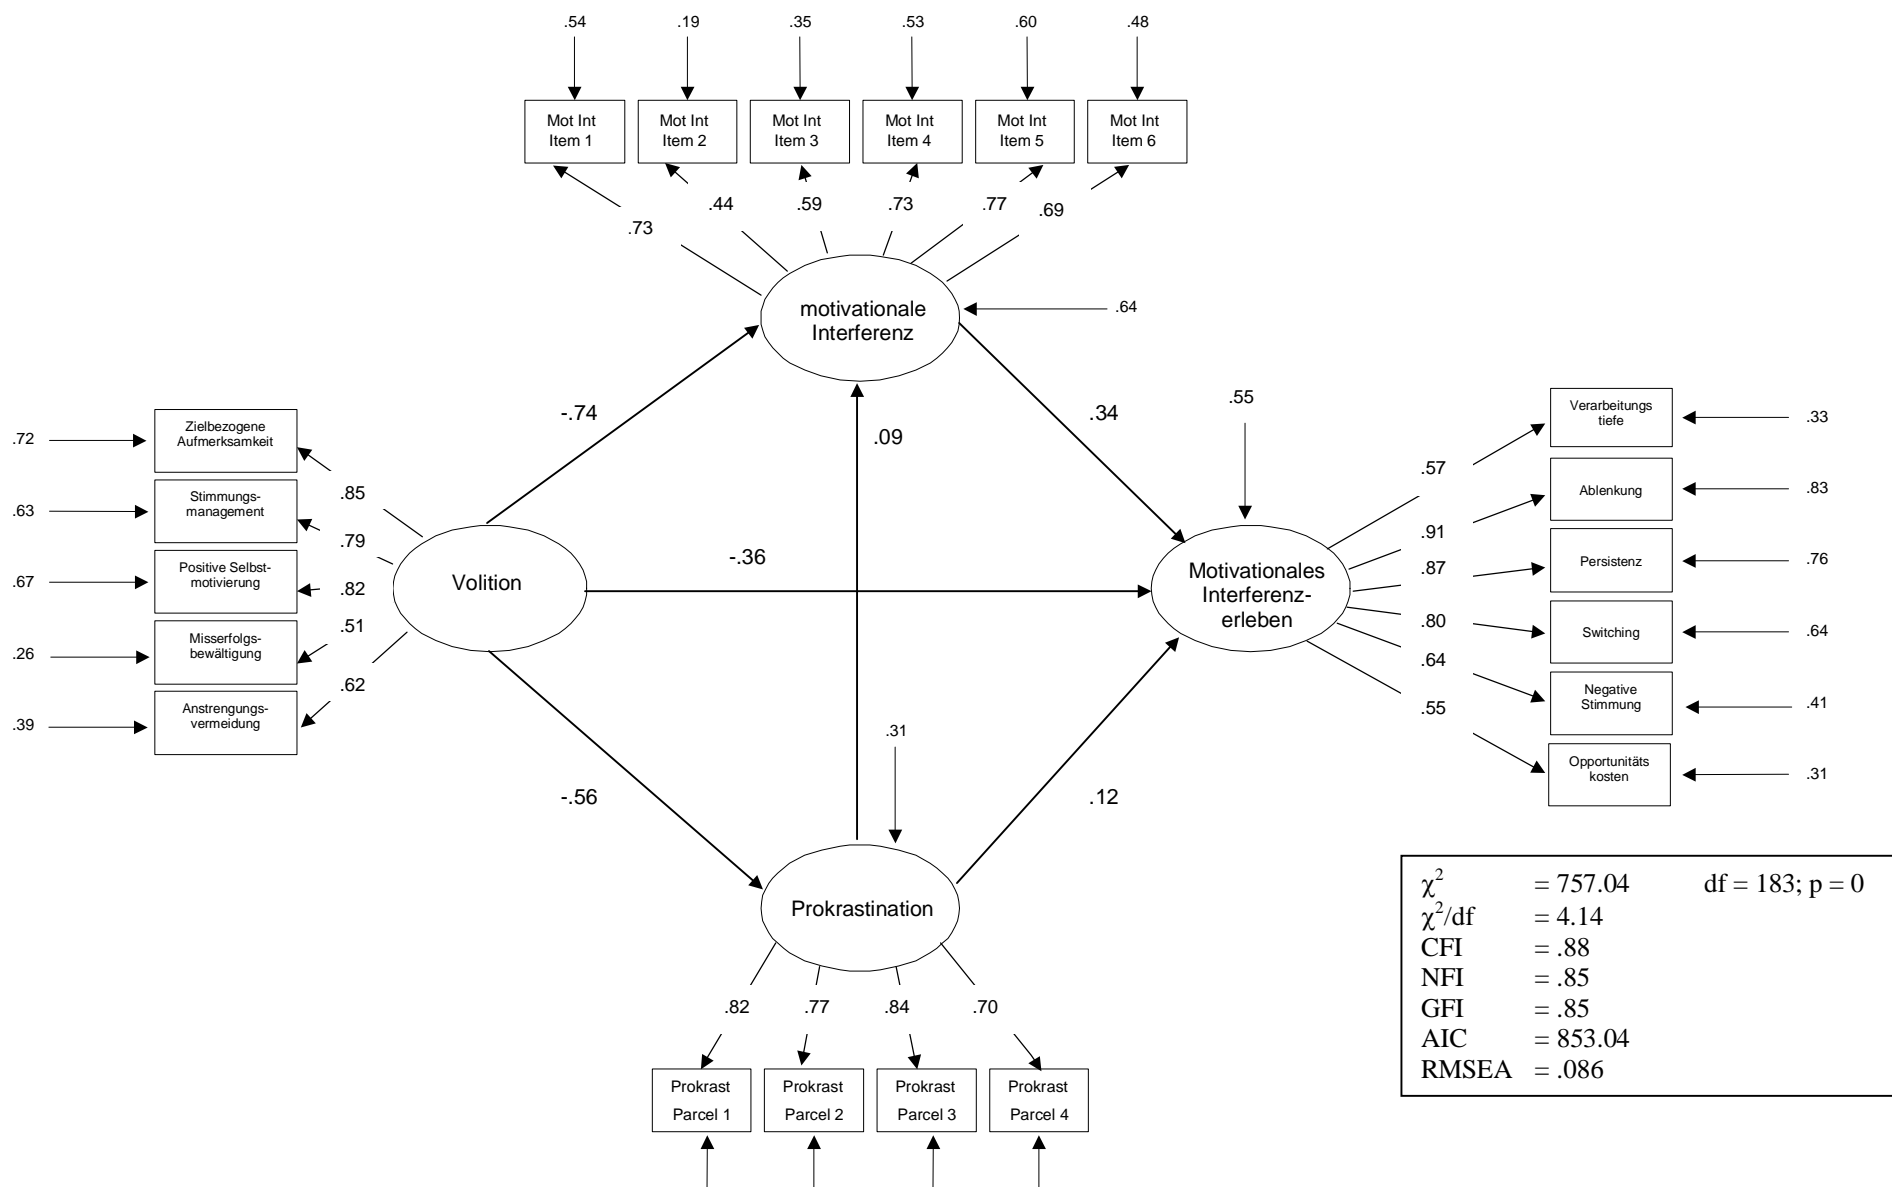 .54 .19 .35 .53 .60 .48
Mot Int
Item 1
Mot Int
Item 2
Mot Int
Item 3
Mot Int
Item 4
Mot Int
Item 5
Mot Int
Item 6
.73 .44 .59 .73 .77 .69
motivationale
Interferenz
.64
-.74
.09
.34
.55
.72
Zielbezogene
Aufmerksamkeit
.85
.63
Stimmungs-
management
.79
.67
Positive Selbst-
motivierung
.82
.26
Misserfolgs-
bewältigung
.51
.39
Anstrengungs-
vermeidung
.62
Volition
-.36
Motivationales
Interferenz-
erleben
.57
Verarbeitungs
tiefe
.33
.91
Ablenkung
.83
.87
Persistenz
.76
.80
Switching
.64
.64
Negative
Stimmung
.41
.55
Opportunitäts
kosten
.31
-.56
.31
.12
Prokrastination
.82 .77 .84 .70
Prokrast
Parcel 1
Prokrast
Parcel 2
Prokrast
Parcel 3
Prokrast
Parcel 4
χ² = 757.04 df = 183; p = 0
χ²/df = 4.14
CFI = .88
NFI = .85
GFI = .85
AIC = 853.04
RMSEA = .086